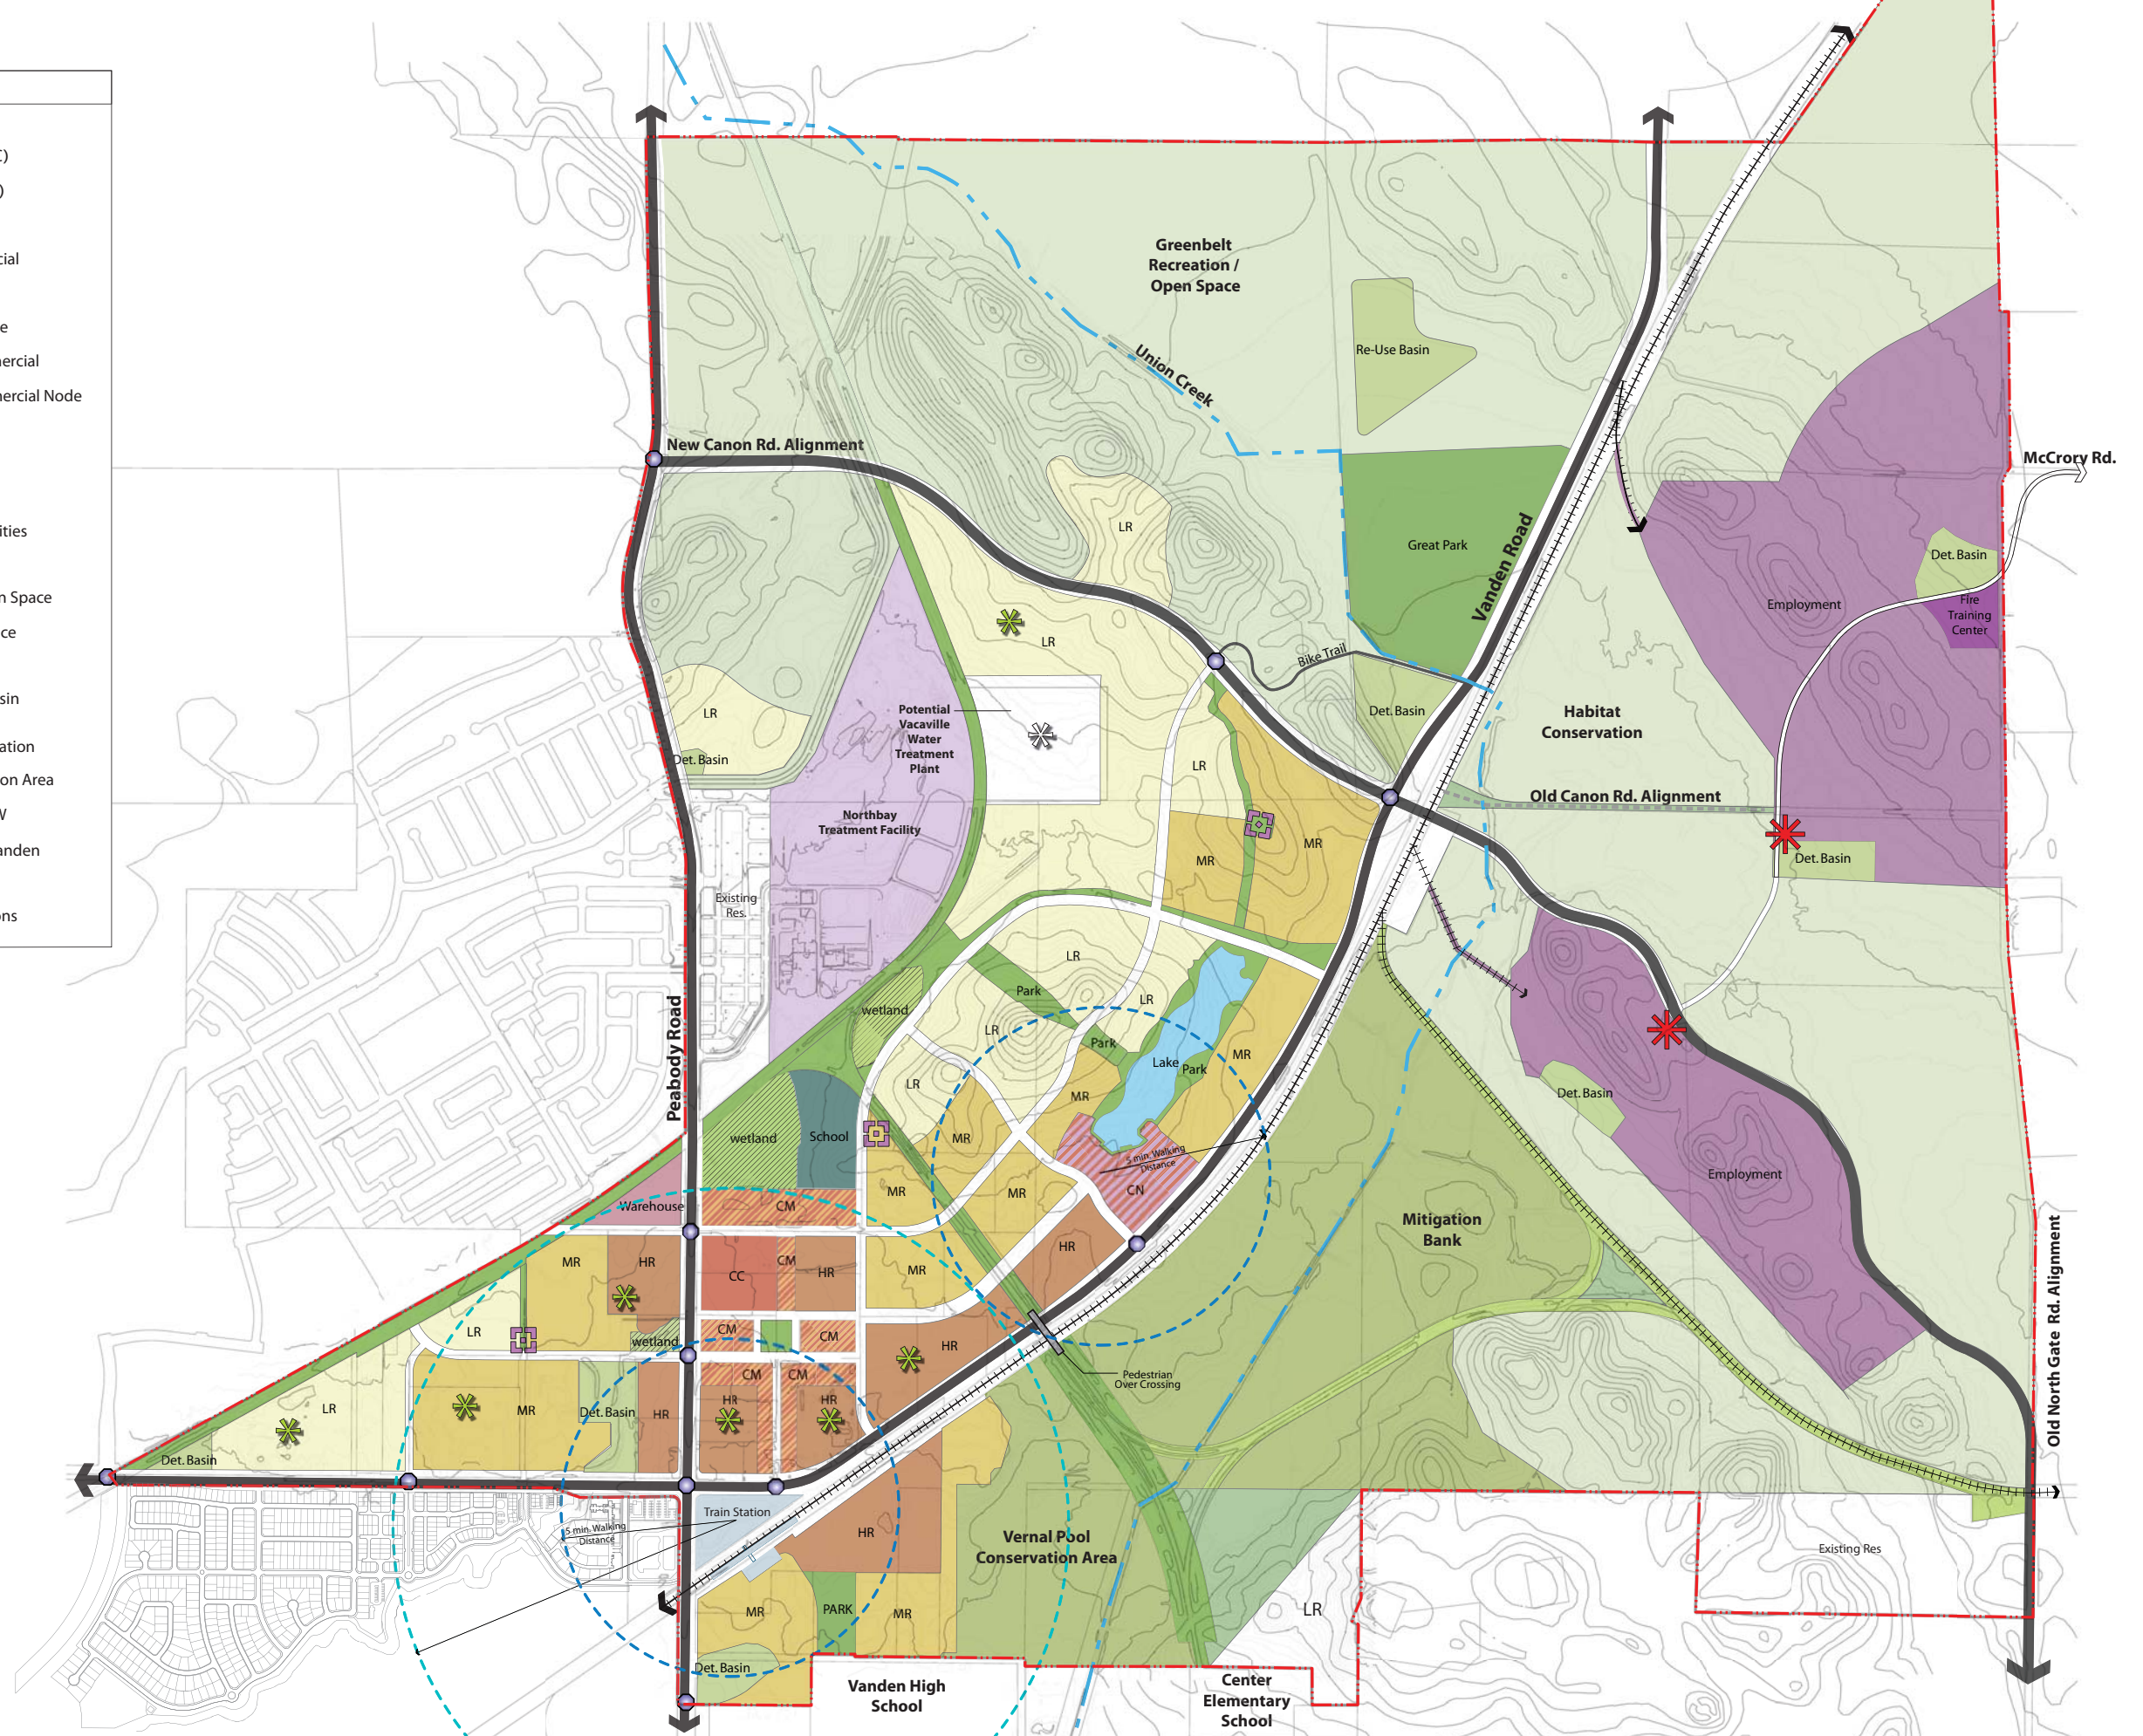 C)
)
cial
e
nercial
nercial Node
ities
n Space
ce
sin
ation
on Area
W
anden
ons
Greenbelt
Recreation /
Open Space
Re-Use Basin
Union Creek
New Canon Rd. Alignment
McCrory Rd.
LR
Great Park
Vanden Road
Det. Basin
Employment
Fire
Training
Center
LR
Bike Trail
LR
Det. Basin
Potential
Vacaville
Water
Treatment
Plant
Det. Basin
Habitat
Conservation
LR
Old Canon Rd. Alignment
Northbay
Treatment Facility
MR
MR
Det. Basin
Existing
Res.
LR
Park
LR
wetland
LR
Park
Lake
Park
MR
Peabody Road
LR
MR
Det. Basin
wetland
School
MR
5 min. Walking
Distance
Employment
CN
MR
MR
Warehouse
CM
Mitigation
Bank
HR
MR
HR
CC
CM
HR
MR
Old North Gate Rd. Alignment
LR
wetland
CM
CM
HR
Pedestrian
Over Crossing
CM
CM
LR
MR
Det. Basin
HR
HR
HR
Det. Basin
Train Station
5 min. Walking
Distance
HR
Vernal Pool
Conservation Area
Existing Res
MR
PARK
MR
LR
Det. Basin
Vanden High
School
Center
Elementary
School